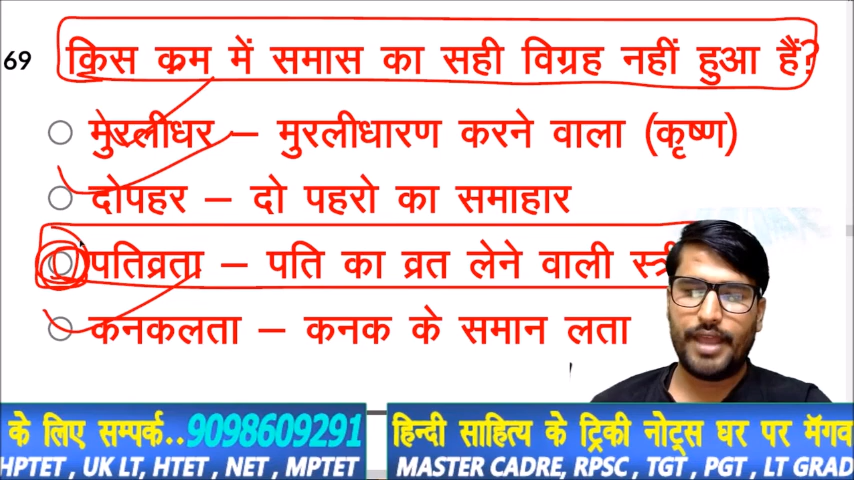 69 किस क्रम में समास का सही विग्रह नहीं हुआ हैं?
मुरलीधर – मुरलीधारण करने वाला (कृष्ण)
दोपहर – दो पहरो का समाहार
पतिव्रता – पति का व्रत लेने वाली
कनकलता – कनक के समान लता
के लिए सम्पर्क..9098609291 हिन्दी साहित्य के ट्रिकी नोट्स घर पर मॅगव
HPTET , UK LT, HTET , NET , MPTET MASTER CADRE, RPSC , TGT , PGT , LT GRAD